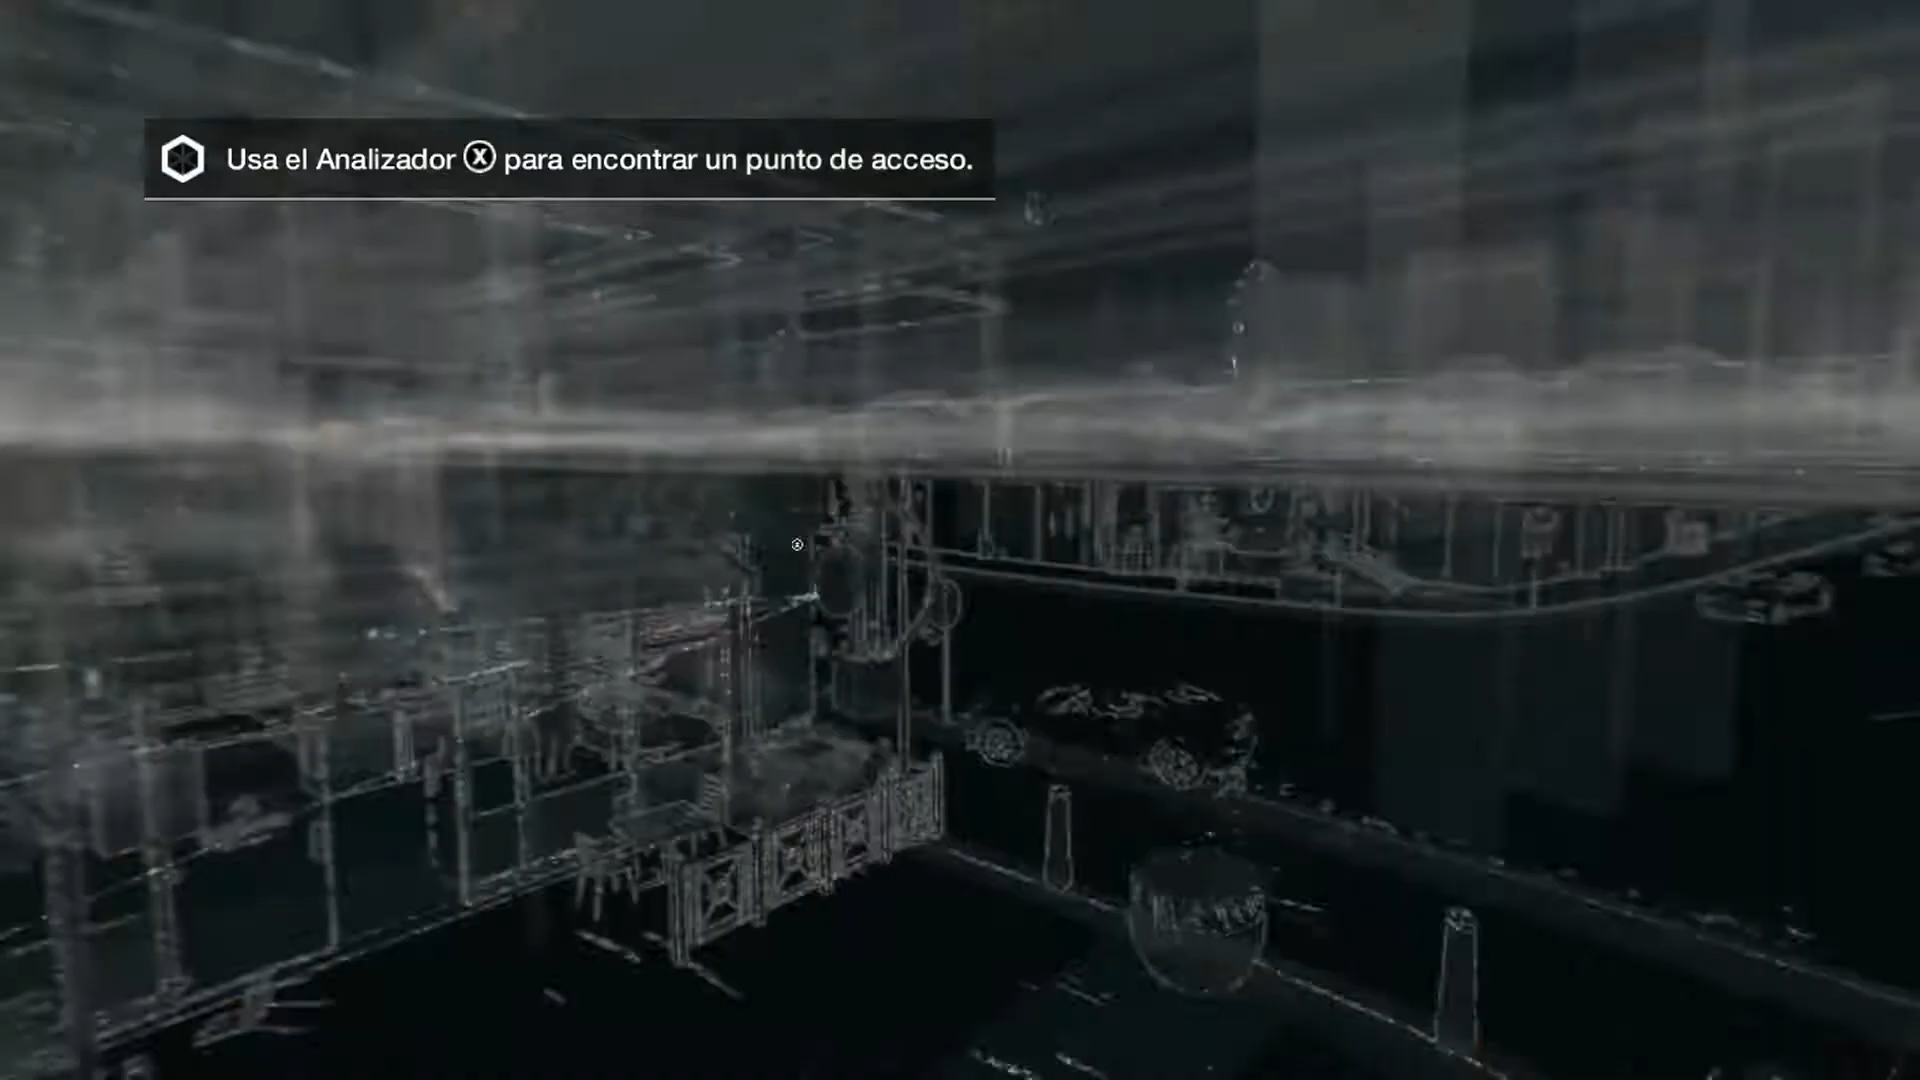 Usa el Analizador X para encontrar un punto de acceso.